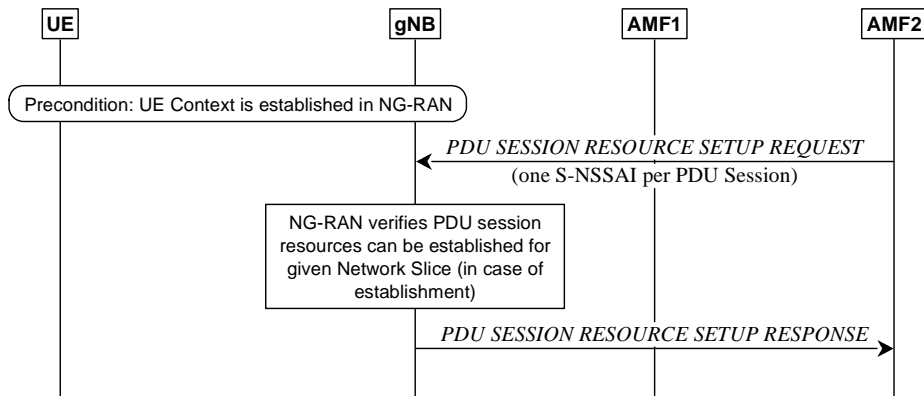 UE gNB AMF1 AMF2
Precondition: UE Context is established in NG-RAN
PDU SESSION RESOURCE SETUP REQUEST
(one S-NSSAI per PDU Session)
NG-RAN verifies PDU session
resources can be established for
given Network Slice (in case of
establishment)
PDU SESSION RESOURCE SETUP RESPONSE